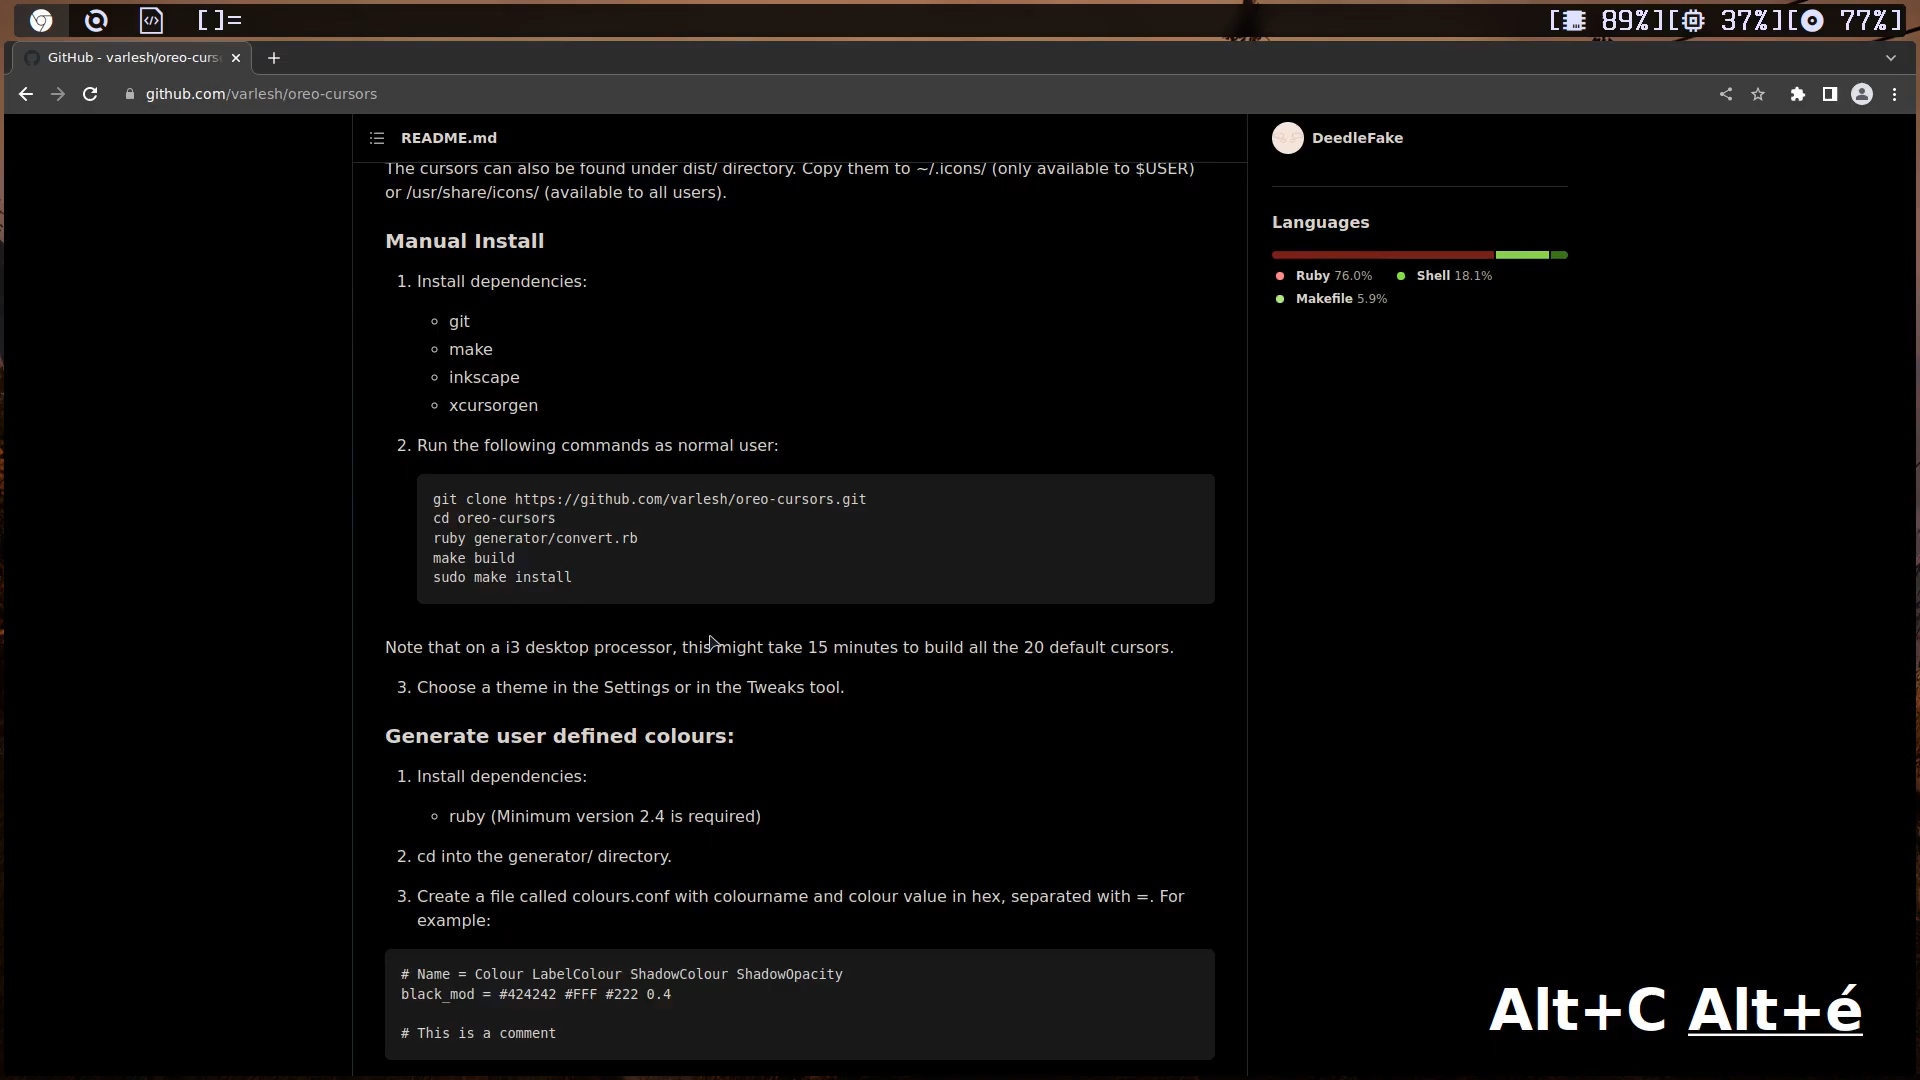 []=
[ 89%][ 37%][ 77%]
GitHub - varlesh/oreo-curs
github.com/varlesh/oreo-cursors
README.md
DeedleFake
The cursors can also be found under dist/ directory. Copy them to ~/.icons/ (only available to $USER)
or /usr/share/icons/ (available to all users).
Languages
Ruby 76.0% Shell 18.1%
Makefile 5.9%
Manual Install
1. Install dependencies:
git
make
inkscape
xcursorgen
2. Run the following commands as normal user:
git clone https://github.com/varlesh/oreo-cursors.git
cd oreo-cursors
ruby generator/convert.rb
make build
sudo make install
Note that on a i3 desktop processor, this might take 15 minutes to build all the 20 default cursors.
3. Choose a theme in the Settings or in the Tweaks tool.
Generate user defined colours:
1. Install dependencies:
ruby (Minimum version 2.4 is required)
2. cd into the generator/ directory.
3. Create a file called colours.conf with colourname and colour value in hex, separated with =. For
example:
# Name = Colour LabelColour ShadowColour ShadowOpacity
black_mod = #424242 #FFF #222 0.4
# This is a comment
Alt+C Alt+é